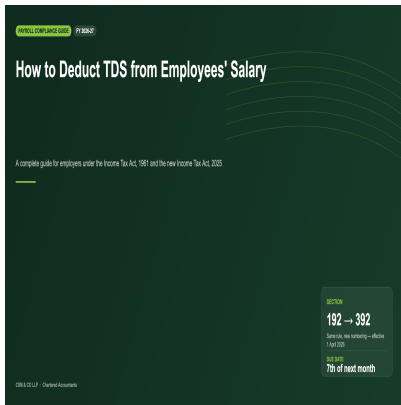 PAYROLL COMPLIANCE GUIDE FY 2026-27
How to Deduct TDS from Employees' Salary
A complete guide for employers under the Income Tax Act, 1961 and the new Income Tax Act, 2025
SECTION
192 → 392
Same rule, new numbering — effective
1 April 2026
DUE DATE
7th of next month
& CO LLP · Chartered Accountants